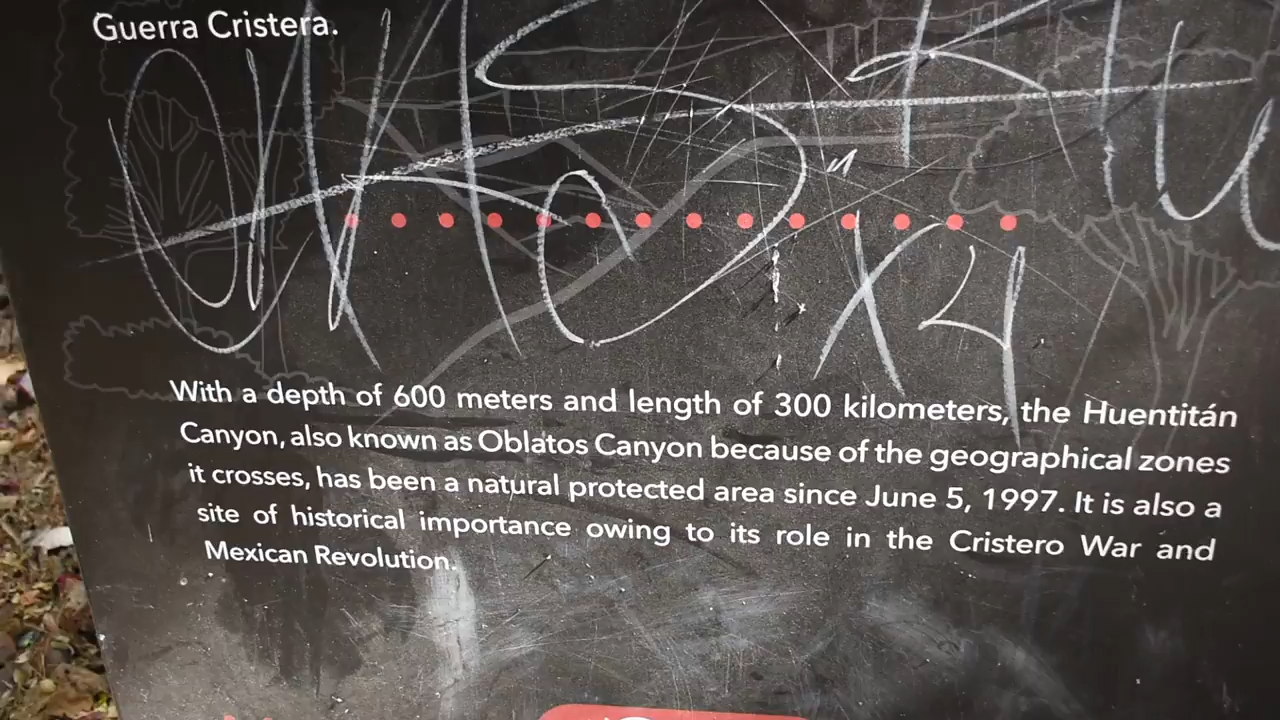 Guerra Cristera.
x4
With a depth of 600 meters and length of 300 kilometers, the Huentitán
Canyon, also known as Oblatos Canyon because of the geographical zones
it crosses, has been a natural protected area since June 5, 1997. It is also a
site of historical importance owing to its role in the Cristero War and
Mexican Revolution.